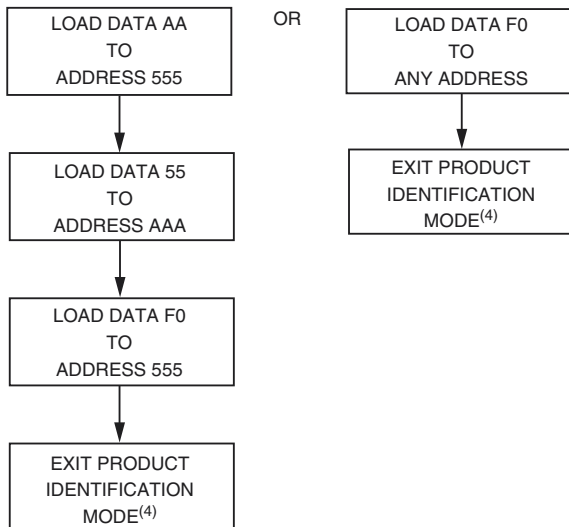 LOAD DATA AA
TO
ADDRESS 555
LOAD DATA 55
TO
ADDRESS AAA
LOAD DATA F0
TO
ADDRESS 555
EXIT PRODUCT
IDENTIFICATION
MODE(4)
OR
LOAD DATA F0
TO
ANY ADDRESS
EXIT PRODUCT
IDENTIFICATION
MODE(4)